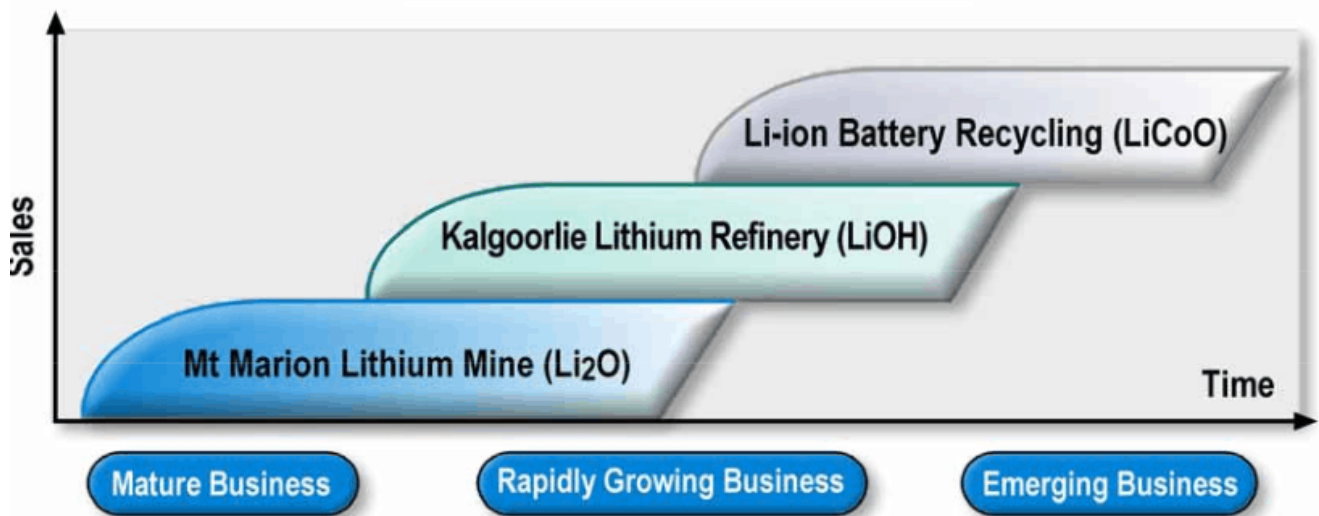 Li-ion Battery Recycling (LiCoO)
Kalgoorlie Lithium Refinery (LiOH)
Sales
Mt Marion Lithium Mine (Li₂O)
Time
Mature Business
Rapidly Growing Business
Emerging Business